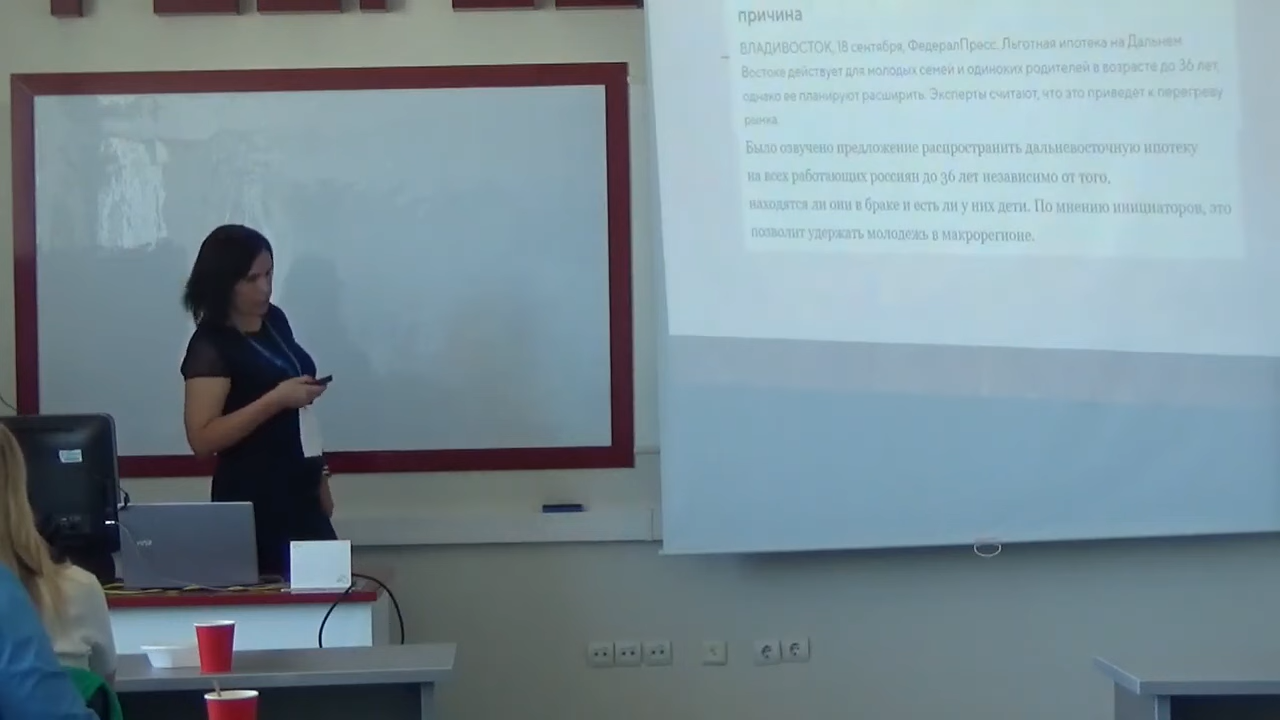 причина
ВЛАДИВОСТОК, 18 сентября, ФедералПресс. Льготная ипотека на Дальнем
Востоке действует для молодых семей и одиноких родителей в возрасте до 36 лет,
однако ее планируют расширить. Эксперты считают, что это приведет к перегреву
рынка.
Было озвучено предложение распространить дальневосточную ипотеку
на всех работающих россиян до 36 лет независимо от того,
находятся ли они в браке и есть ли у них дети. По мнению инициаторов, это
позволит удержать молодежь в макрорегионе.